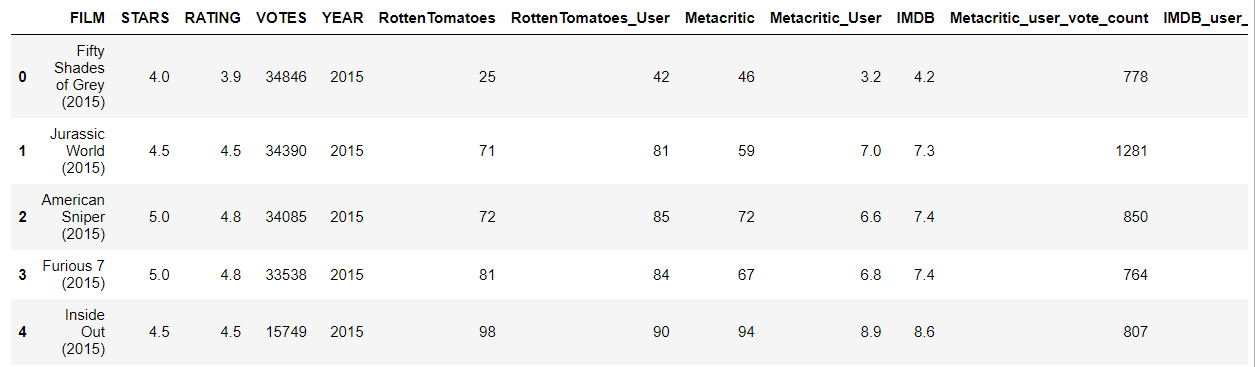 FILM STARS RATING VOTES YEAR RottenTomatoes RottenTomatoes_User Metacritic Metacritic_User IMDB Metacritic_user_vote_count IMDB_user_
Fifty
Shades
0 of Grey 4.0 3.9 34846 2015 25 42 46 3.2 4.2 778
(2015)
Jurassic
1 World 4.5 4.5 34390 2015 71 81 59 7.0 7.3 1281
(2015)
American
2 Sniper 5.0 4.8 34085 2015 72 85 72 6.6 7.4 850
(2015)
3 Furious 7 5.0 4.8 33538 2015 81 84 67 6.8 7.4 764
(2015)
Inside
4 Out 4.5 4.5 15749 2015 98 90 94 8.9 8.6 807
(2015)